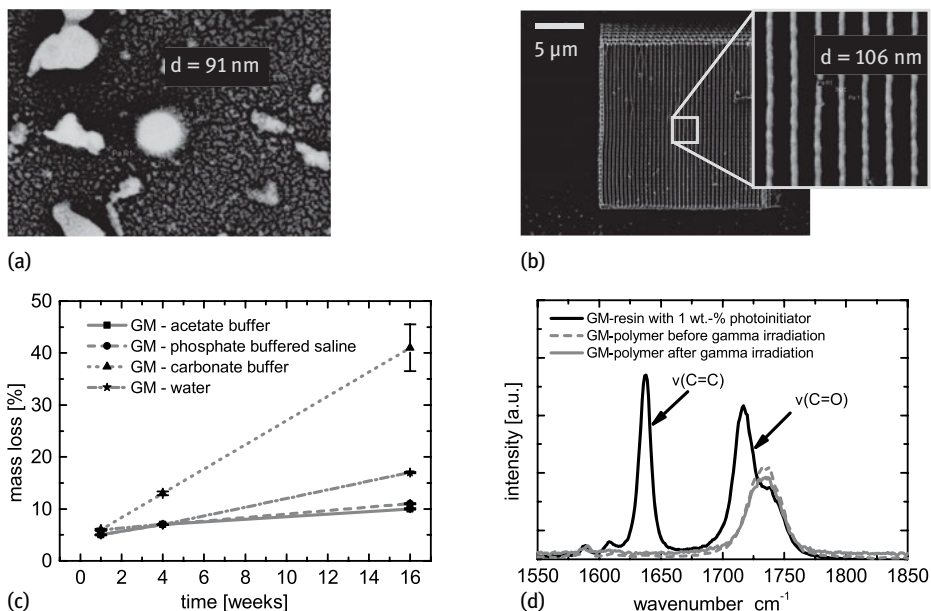 d = 91 nm
(a)
5 µm
d = 106 nm
(b)
50
40
30
20
10
0
mass loss [%]
GM - acetate buffer
GM - phosphate buffered saline
GM - carbonate buffer
GM - water
0 2 4 6 8 10 12 14 16
time [weeks]
(c)
intensity [a.u.]
GM-resin with 1 wt.-% photoinitiator
GM-polymer before gamma irradiation
GM-polymer after gamma irradiation
ν(C=C)
ν(C=O)
1550 1600 1650 1700 1750 1800 1850
wavenumber cm⁻¹
(d)